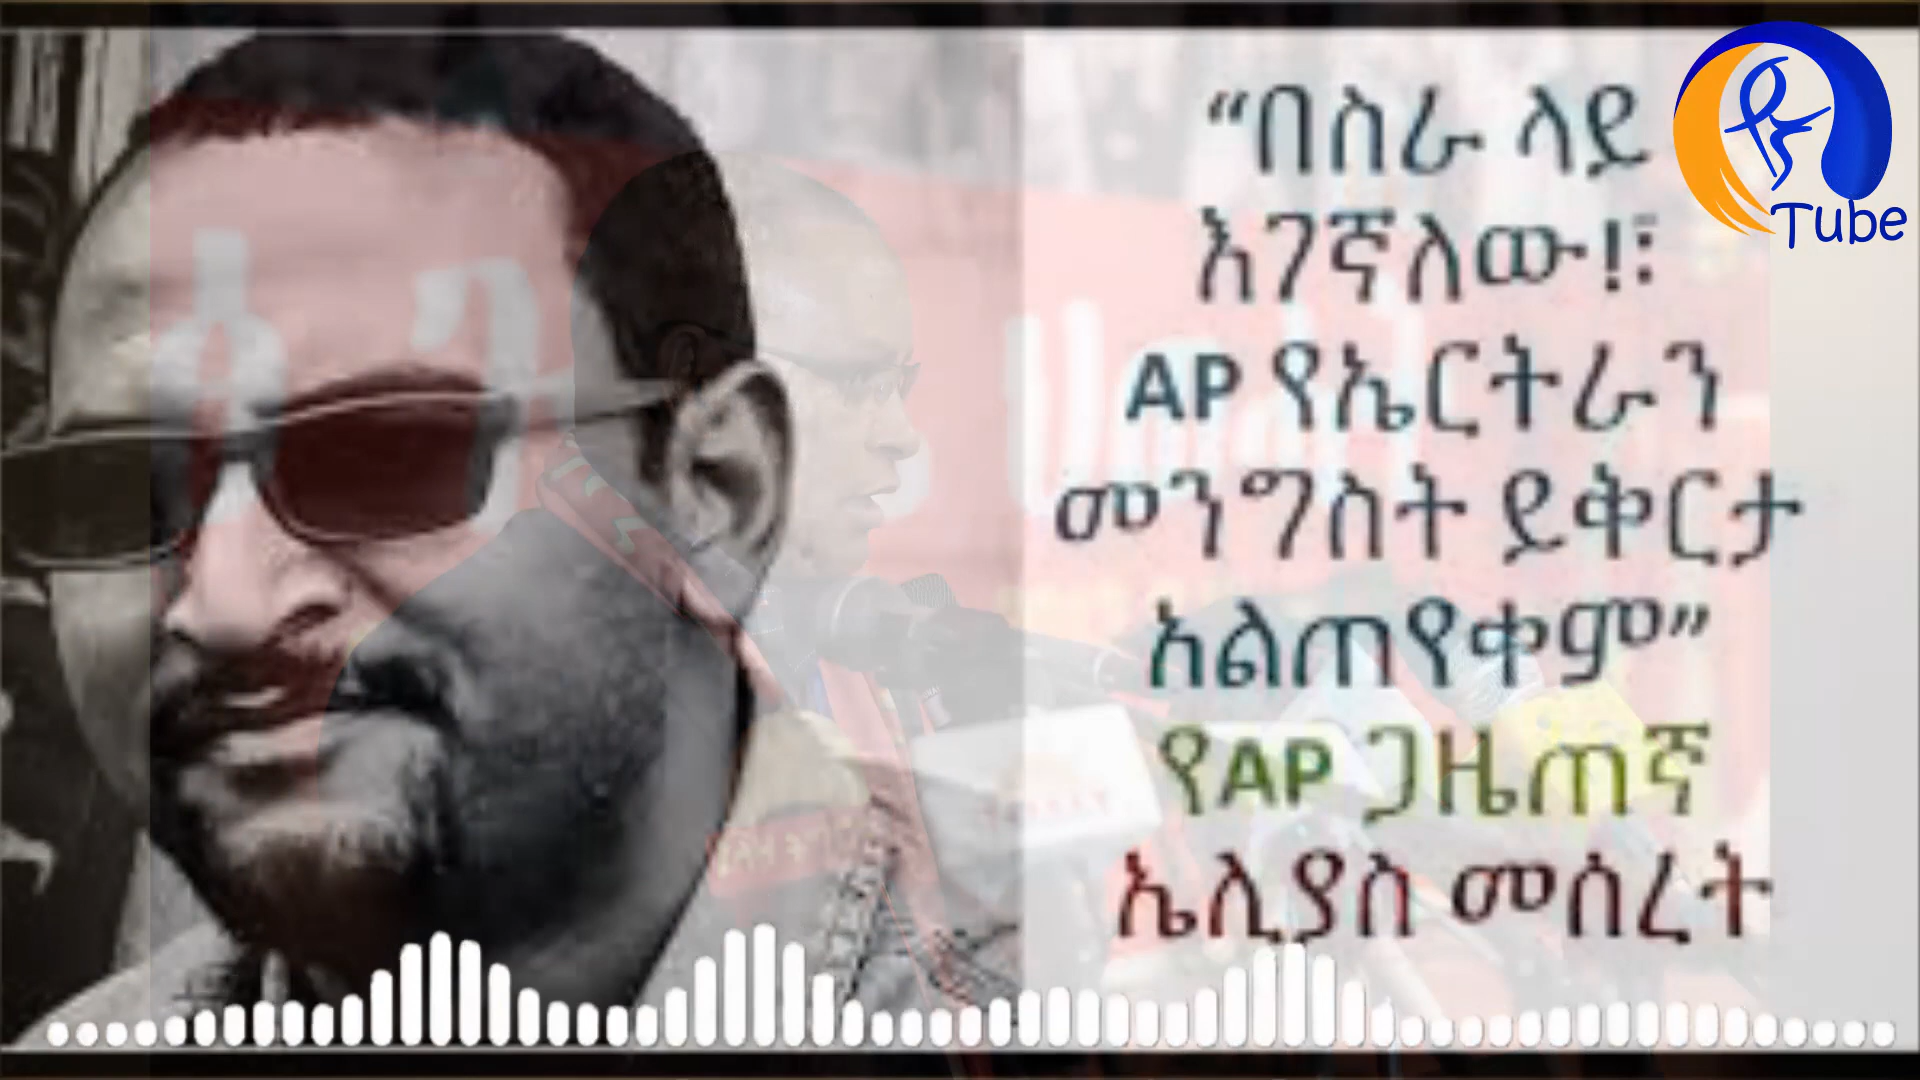 “በስራ ላይ
እገኛለው!፣
AP የኤርትራን
መንግስት ይቅርታ
አልጠየቀም”
የAP ጋዜጠኛ
ኤሊያስ መሰረት
Tube